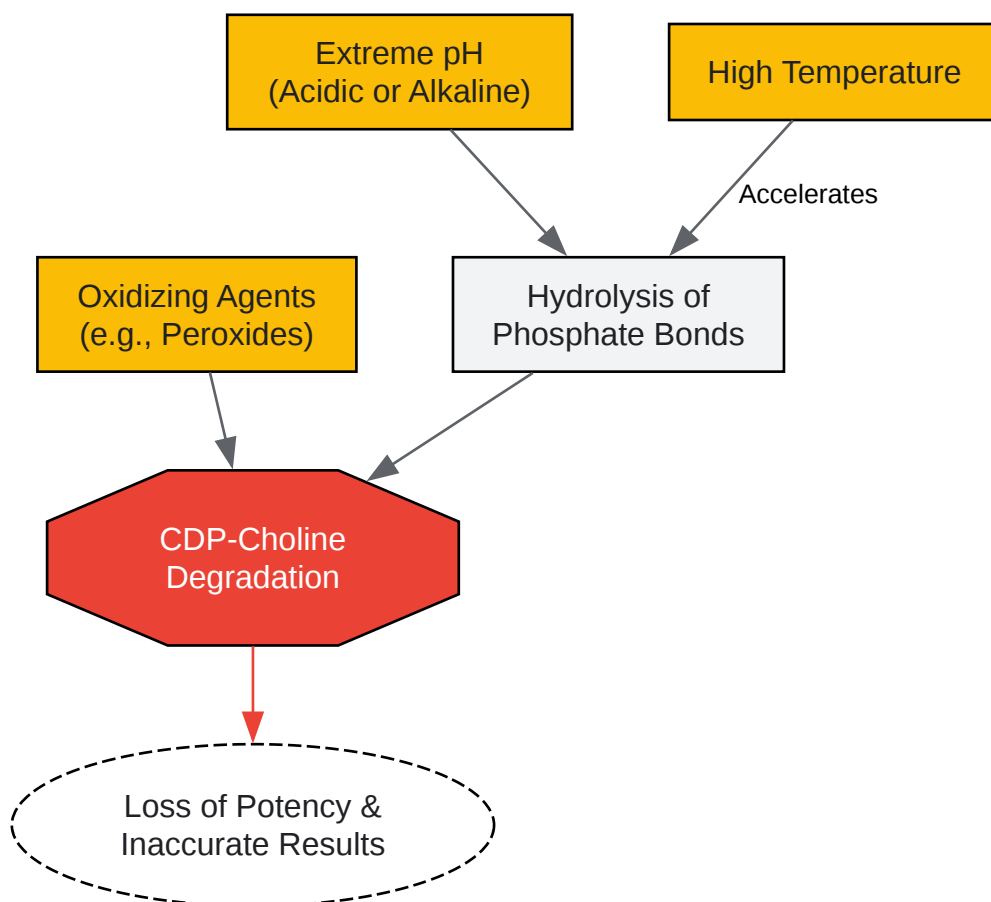 Extreme pH
(Acidic or Alkaline)
High Temperature
Accelerates
Oxidizing Agents
(e.g., Peroxides)
Hydrolysis of
Phosphate Bonds
CDP-Choline
Degradation
Loss of Potency &
Inaccurate Results